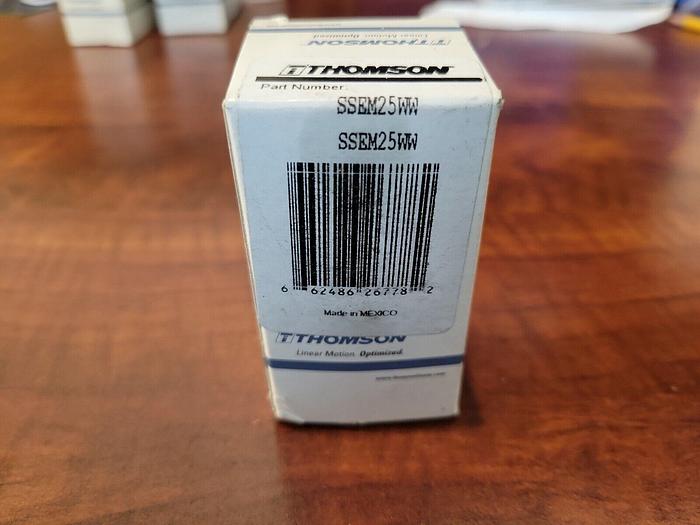 THOMSON
Linear Motion. Optimized
THOMSON
Part Number:
SSEM25WW
SSEM25WW
6 62486 26778 2
Made in MEXICO
THOMSON
Linear Motion. Optimized.